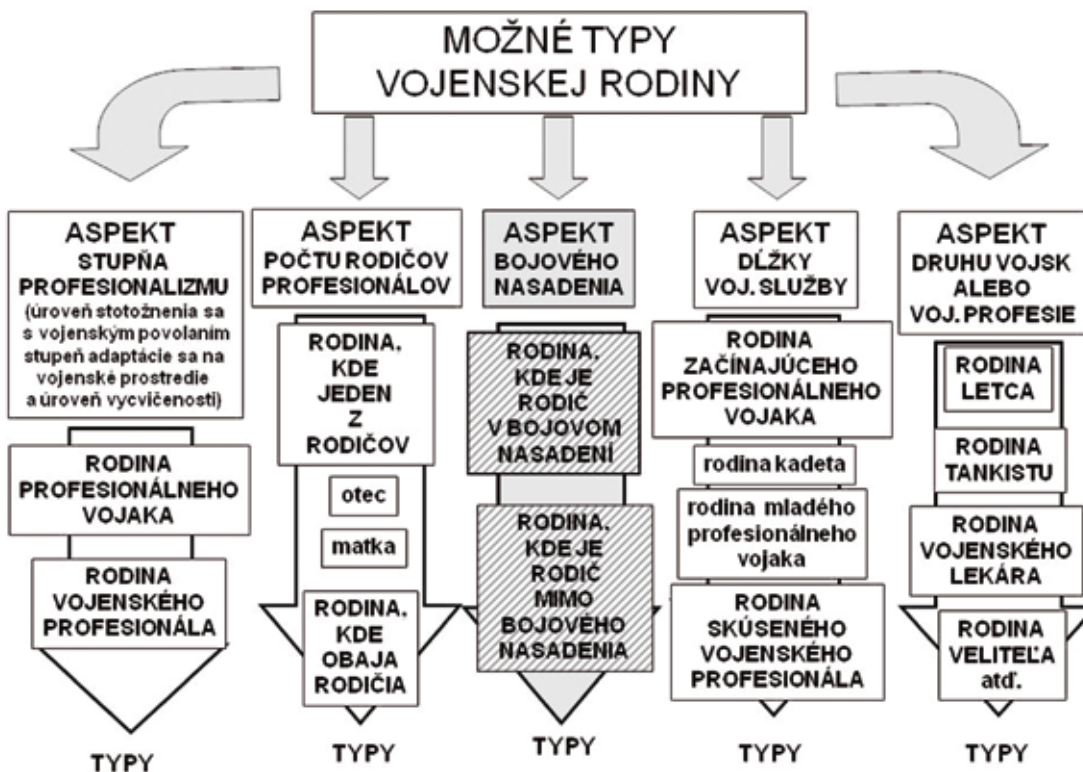 MOŽNÉ TYPY
VOJENSKEJ RODINY
ASPEKT
STUPŇA
PROFESIONALIZMU
(úroveň stotožnenia sa
s vojenským povolaním
stupeň adaptácie sa na
vojenské prostredie
a úroveň vycvičenosti)
RODINA
PROFESIONÁLNEHO
VOJAKA
RODINA
VOJENSKÉHO
PROFESIONÁLA
TYPY
ASPEKT
POČTU RODIČOV
PROFESIONÁLOV
RODINA,
KDE
JEDEN
Z
RODIČOV
otec
matka
RODINA,
KDE
OBAJA
RODIČIA
TYPY
ASPEKT
BOJOVÉHO
NASADENIA
RODINA,
KDE JE
RODIČ
V BOJOVOM
NASADENÍ
RODINA,
KDE JE
RODIČ
MIMO
BOJOVÉHO
NASADENIA
TYPY
ASPEKT
DĹŽKY
VOJ. SLUŽBY
RODINA
ZAČÍNAJÚCEHO
PROFESIONÁLNEHO
VOJAKA
rodina kadeta
rodina mladého
profesionálneho
vojaka
RODINA
SKÚSENÉHO
VOJENSKÉHO
PROFESIONÁLA
TYPY
ASPEKT
DRUHU VOJSK
ALEBO
VOJ. PROFESIE
RODINA
LETCA
RODINA
TANKISTU
RODINA
VOJENSKÉHO
LEKÁRA
RODINA
VELITEĽA
atď.
TYPY